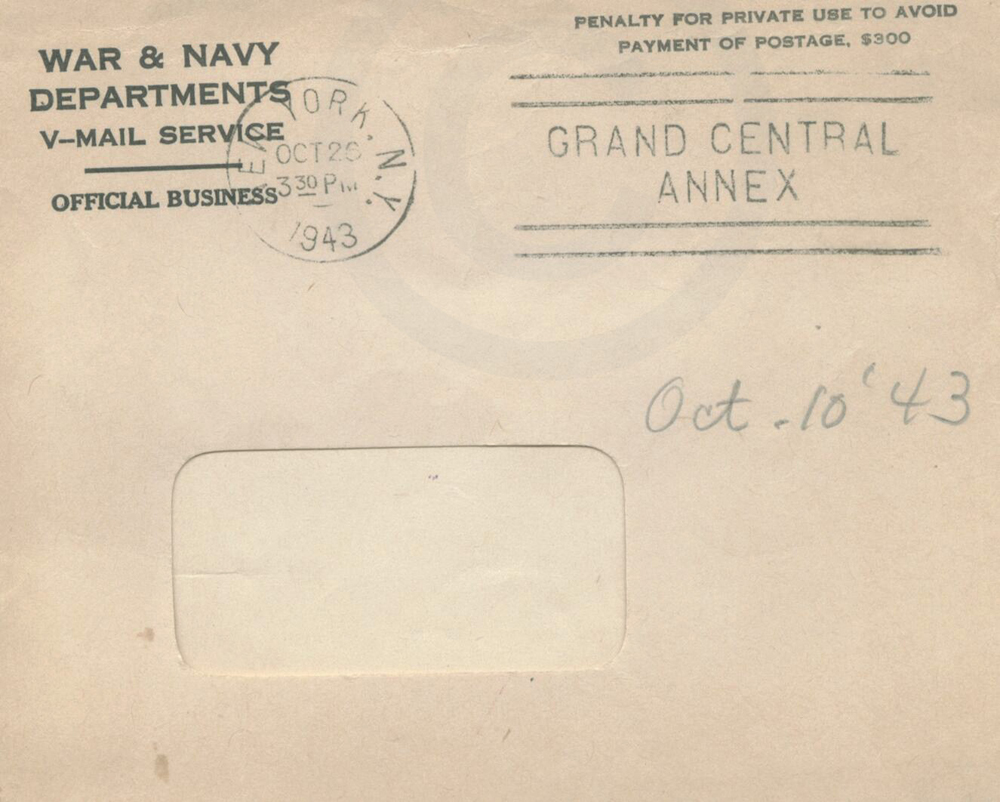 WAR & NAVY
DEPARTMENTS
V–MAIL SERVICE
OFFICIAL BUSINESS
YORK, N.Y.
OCT 26
3 30 PM
1943
PENALTY FOR PRIVATE USE TO AVOID
PAYMENT OF POSTAGE, $300
GRAND CENTRAL
ANNEX
Oct. 10 '43